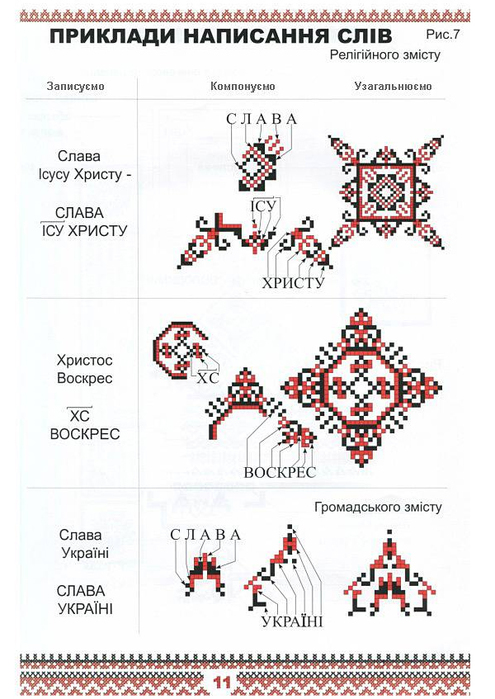 ПРИКЛАДИ НАПИСАННЯ СЛІВ
Рис.7
Релігійного змісту
Записуємо
Компонуємо
Узагальнюємо
Слава
Ісусу Христу -
СЛАВА
ІСУ ХРИСТУ
СЛАВА
ІСУ
ХРИСТУ
Христос
Воскрес
ХС
ВОСКРЕС
ХС
ВОСКРЕС
Громадського змісту
Слава
Україні
СЛАВА
УКРАЇНІ
СЛАВА
УКРАЇНІ
11